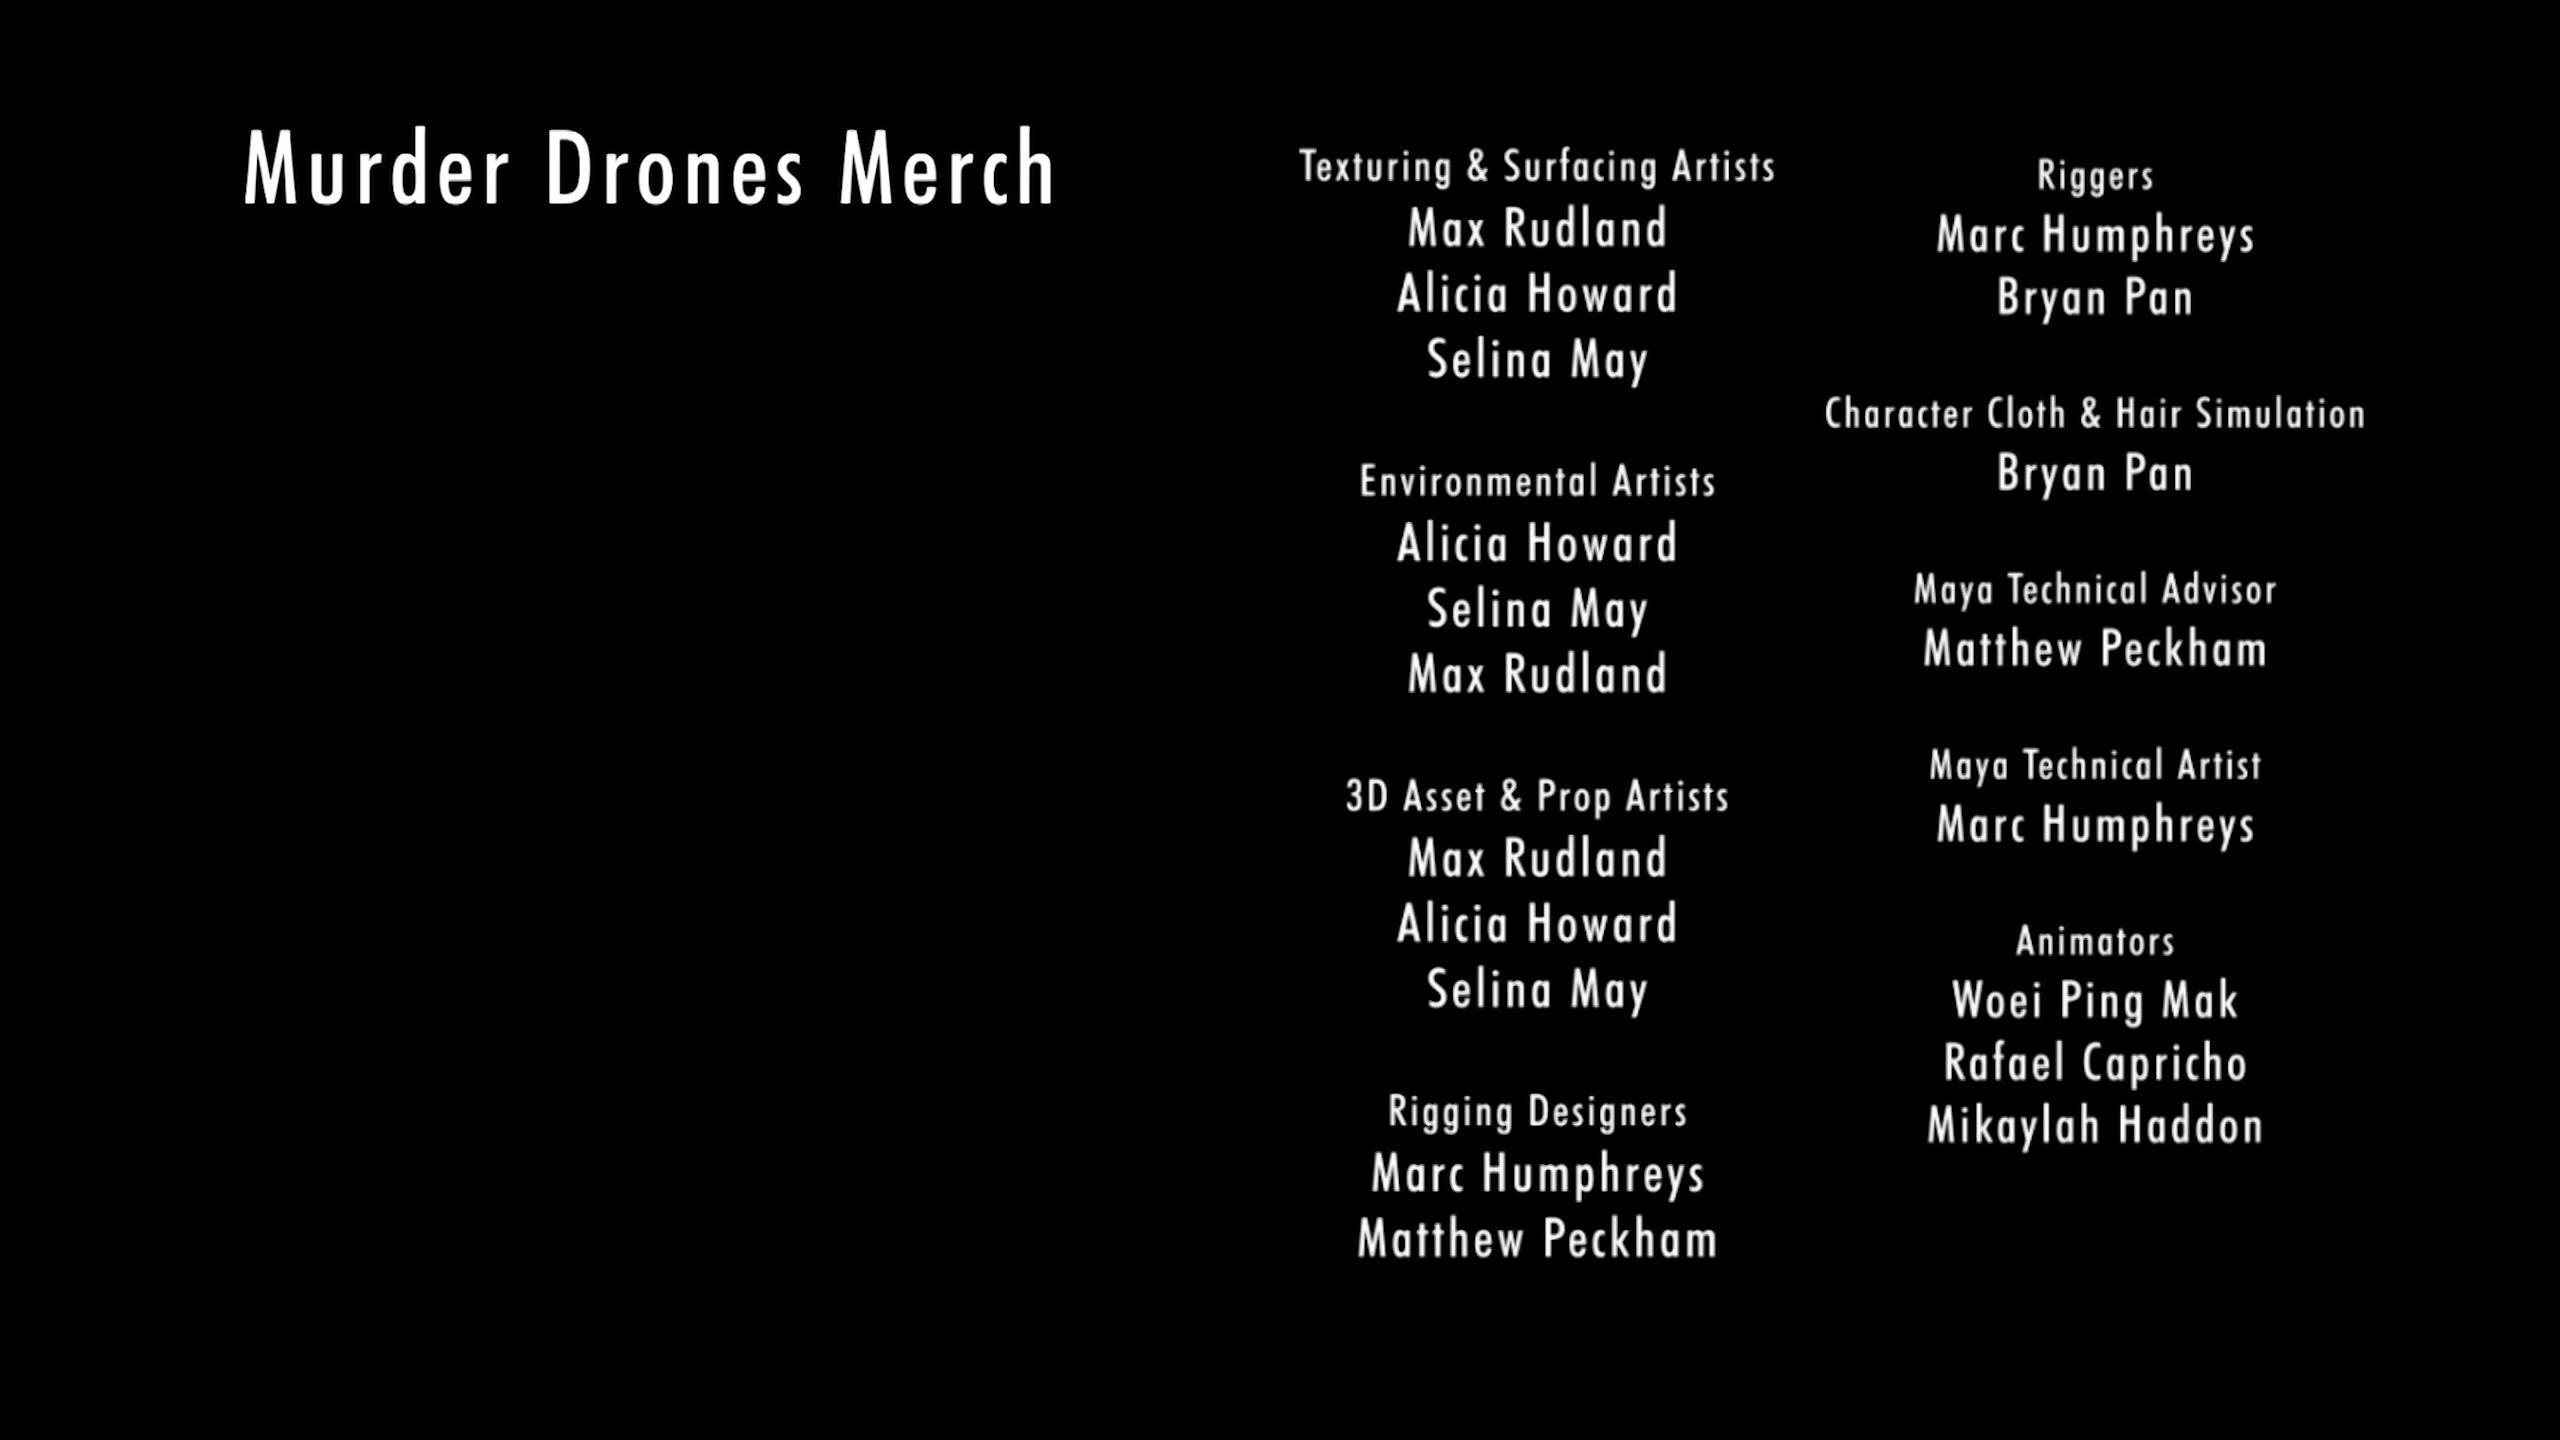 Murder Drones Merch
Texturing & Surfacing Artists
Max Rudland
Alicia Howard
Selina May
Environmental Artists
Alicia Howard
Selina May
Max Rudland
3D Asset & Prop Artists
Max Rudland
Alicia Howard
Selina May
Rigging Designers
Marc Humphreys
Matthew Peckham
Riggers
Marc Humphreys
Bryan Pan
Character Cloth & Hair Simulation
Bryan Pan
Maya Technical Advisor
Matthew Peckham
Maya Technical Artist
Marc Humphreys
Animators
Woei Ping Mak
Rafael Capricho
Mikaylah Haddon